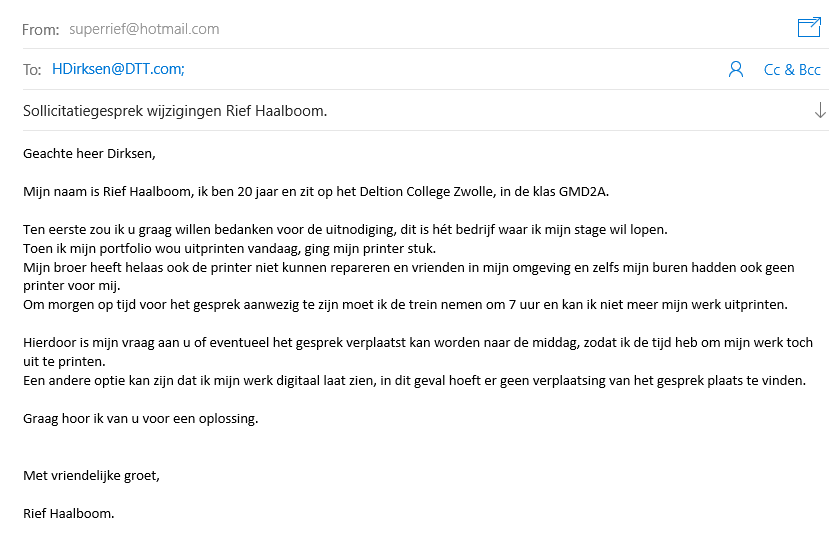 From: superrief@hotmail.com
To: HDirksen@DTT.com;
Cc & Bcc
Sollicitatiegesprek wijzigingen Rief Haalboom.
Geachte heer Dirksen,
Mijn naam is Rief Haalboom, ik ben 20 jaar en zit op het Deltion College Zwolle, in de klas GMD2A.
Ten eerste zou ik u graag willen bedanken voor de uitnodiging, dit is hét bedrijf waar ik mijn stage wil lopen.
Toen ik mijn portfolio wou uitprinten vandaag, ging mijn printer stuk.
Mijn broer heeft helaas ook de printer niet kunnen repareren en vrienden in mijn omgeving en zelfs mijn buren hadden ook geen
printer voor mij.
Om morgen op tijd voor het gesprek aanwezig te zijn moet ik de trein nemen om 7 uur en kan ik niet meer mijn werk uitprinten.
Hierdoor is mijn vraag aan u of eventueel het gesprek verplaatst kan worden naar de middag, zodat ik de tijd heb om mijn werk toch
uit te printen.
Een andere optie kan zijn dat ik mijn werk digitaal laat zien, in dit geval hoeft er geen verplaatsing van het gesprek plaats te vinden.
Graag hoor ik van u voor een oplossing.
Met vriendelijke groet,
Rief Haalboom.